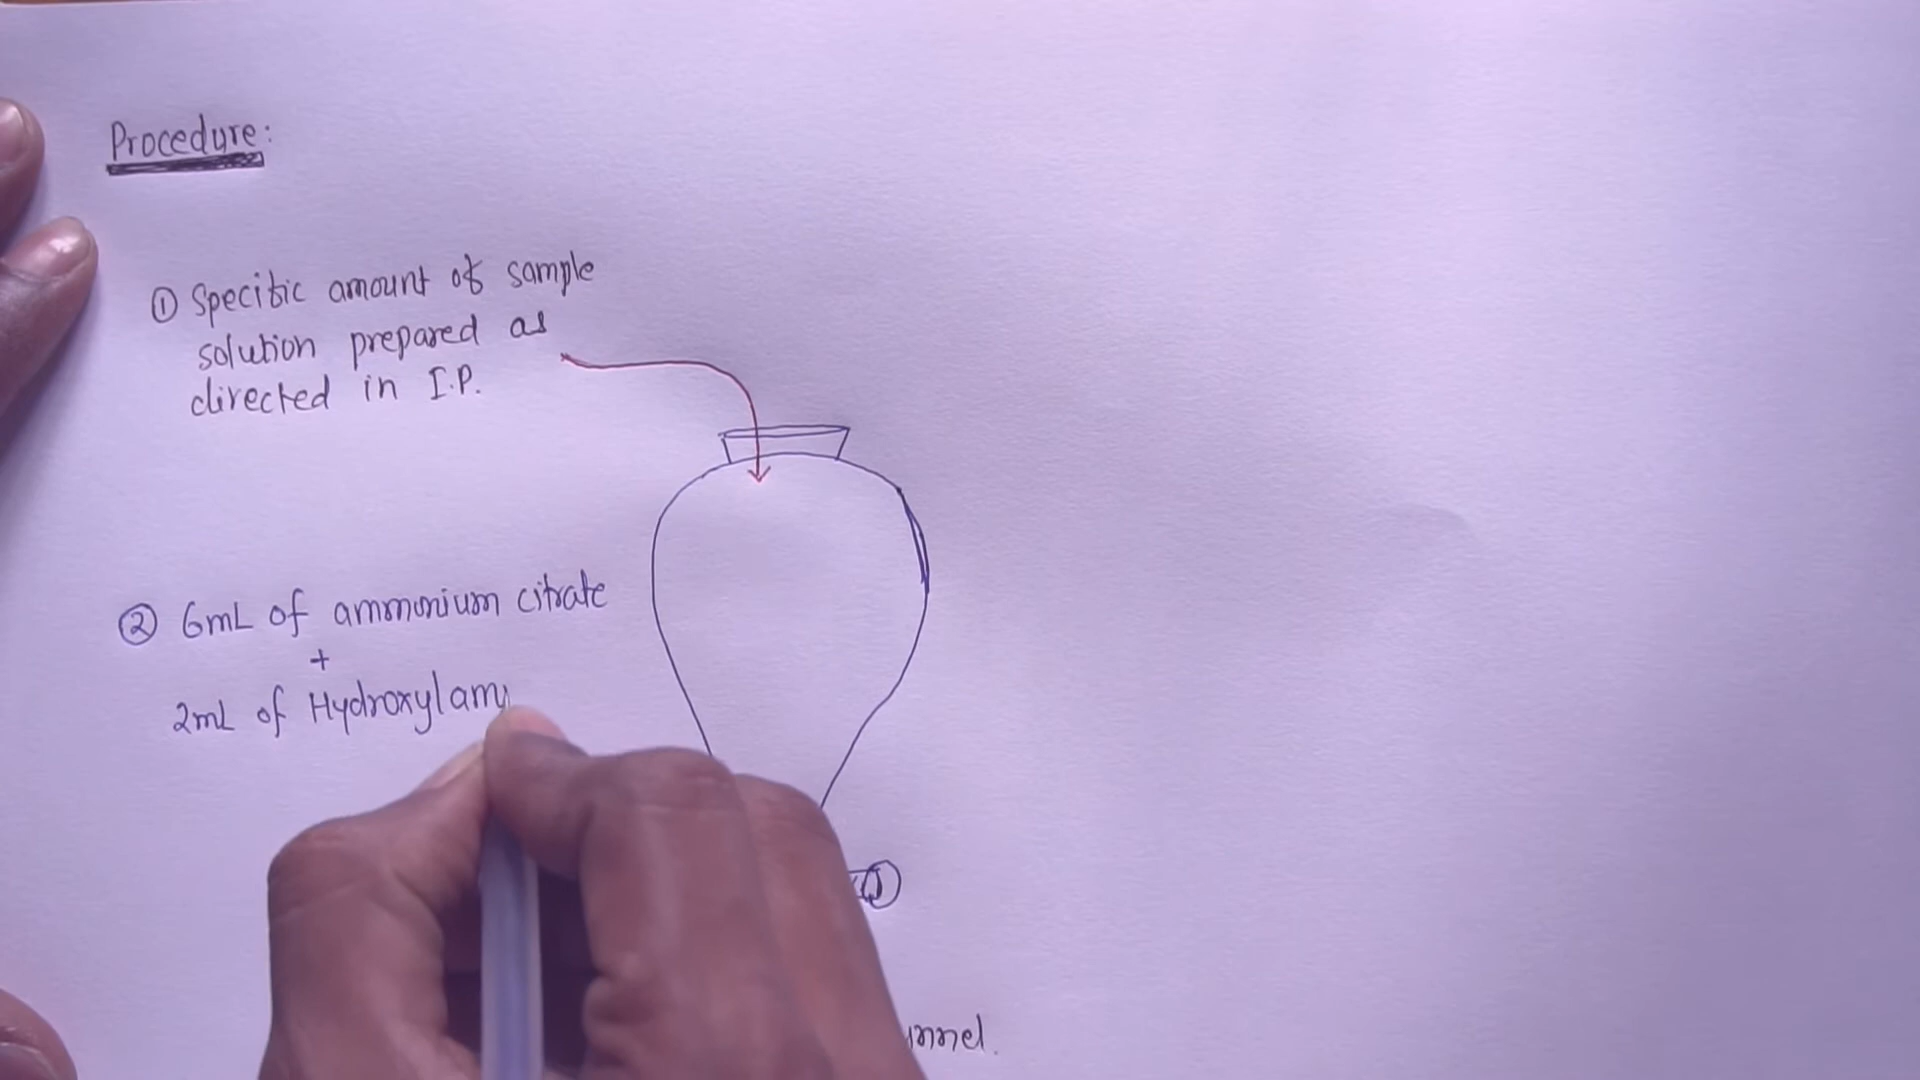 Procedure:
① Specific amount of sample
solution prepared as
directed in I.P.
② 6mL of ammonium citrate
+
2mL of Hydroxylam